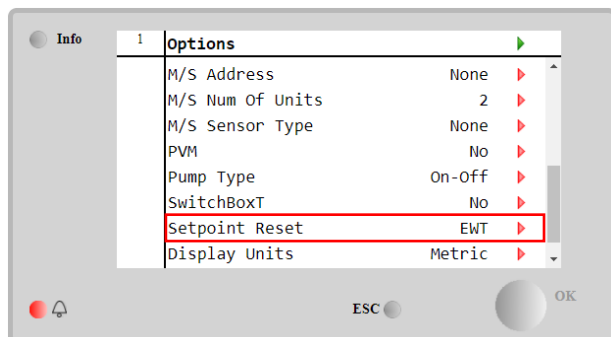 Info
1 Options
M/S Address None
M/S Num Of Units 2
M/S Sensor Type None
PVM No
Pump Type On-Off
SwitchBoxT No
Setpoint Reset EWT
Display Units Metric
ESC
OK